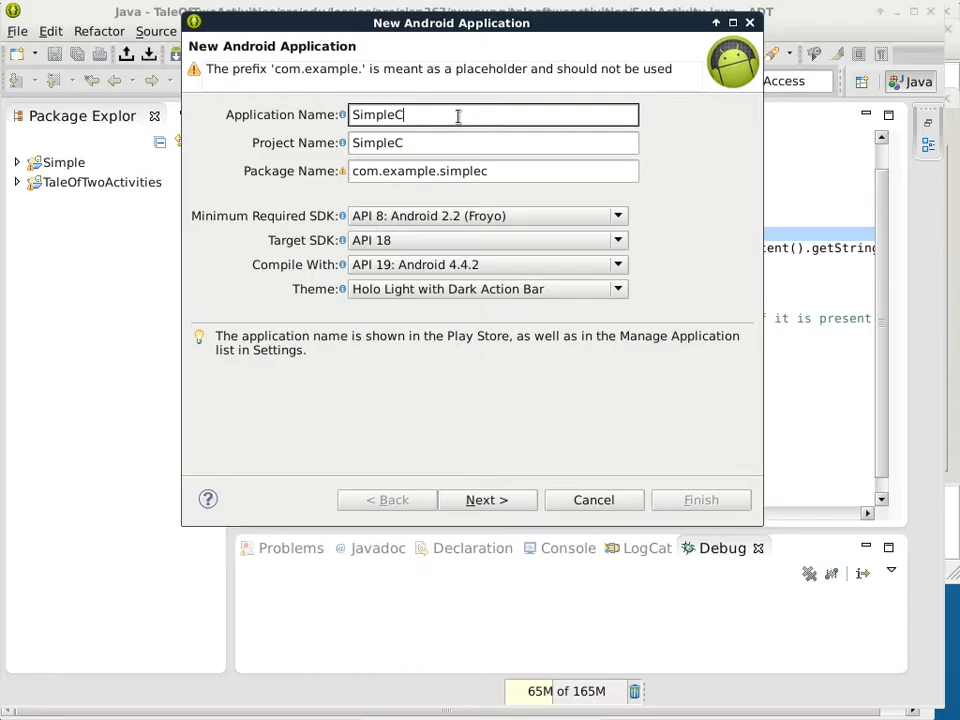 New Android Application
File Edit Refactor Source
New Android Application
The prefix 'com.example.' is meant as a placeholder and should not be used
Access
Java
Package Explor
Application Name: SimpleC
Project Name: SimpleC
Package Name: com.example.simplec
Simple
TaleOfTwoActivities
Minimum Required SDK: API 8: Android 2.2 (Froyo)
Target SDK: API 18
Compile With: API 19: Android 4.4.2
Theme: Holo Light with Dark Action Bar
tent().getString
The application name is shown in the Play Store, as well as in the Manage Application
list in Settings.
it is present
< Back Next > Cancel Finish
Problems @ Javadoc Declaration Console LogCat Debug
65M of 165M